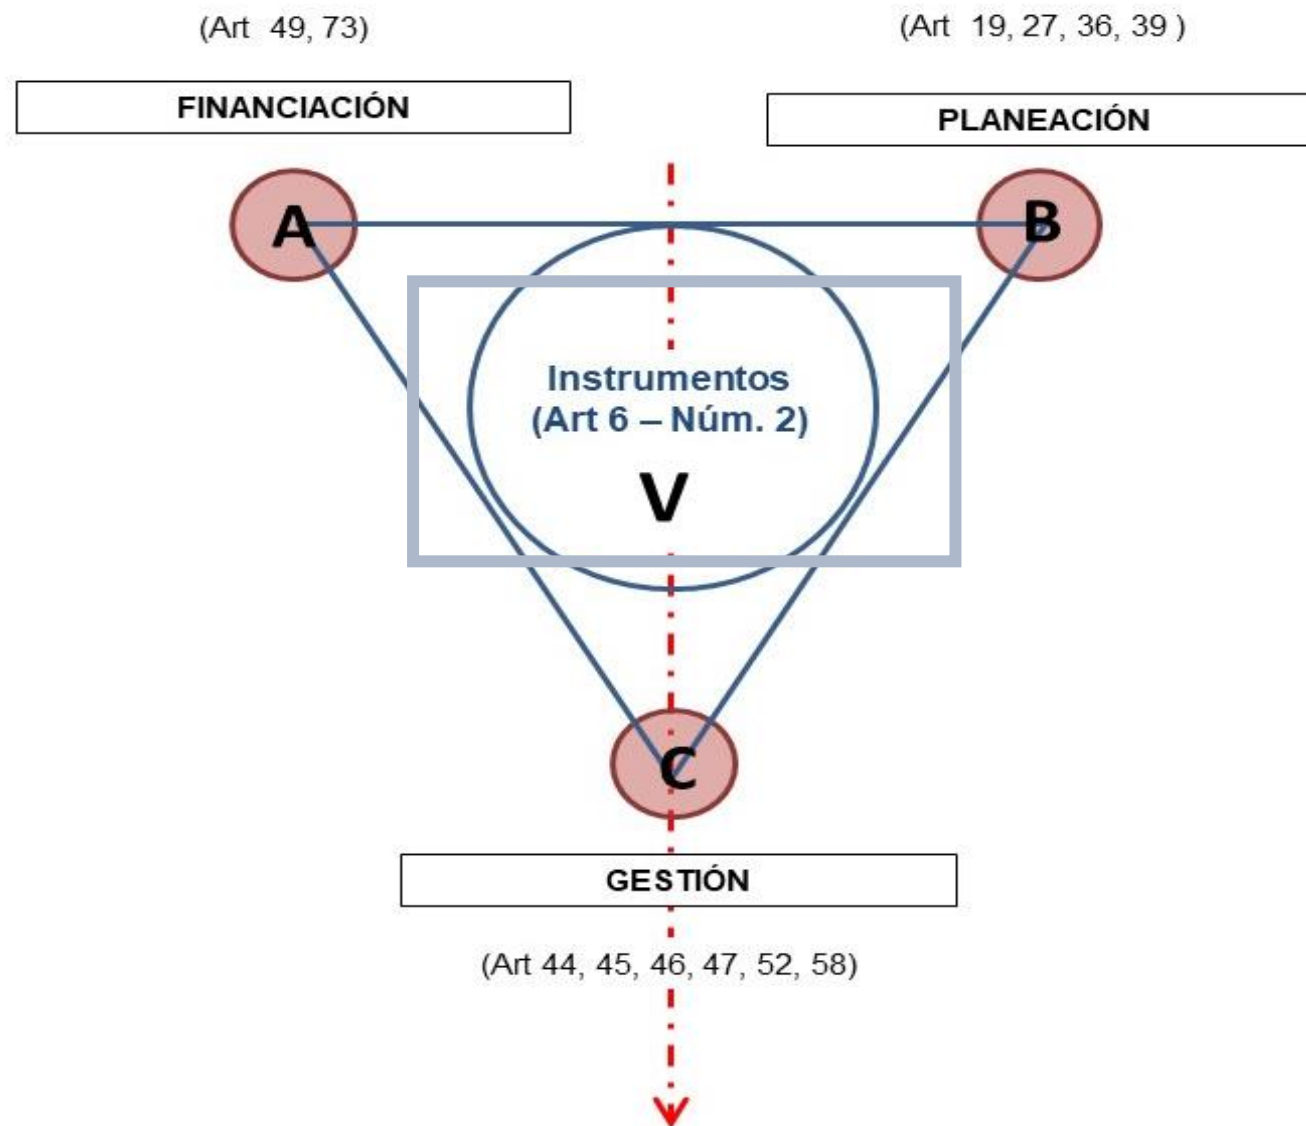 (Art 49, 73)
(Art 19, 27, 36, 39 )
FINANCIACIÓN
PLANEACIÓN
A
B
Instrumentos
(Art 6 – Núm. 2)
V
C
GESTIÓN
(Art 44, 45, 46, 47, 52, 58)